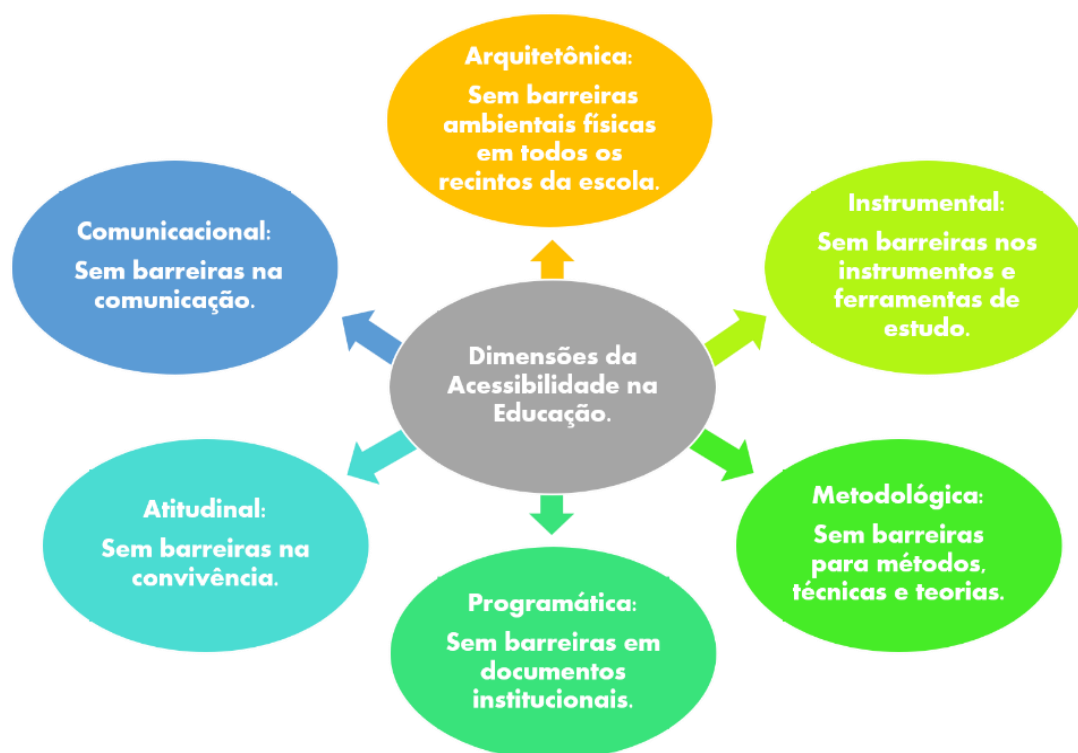 Arquitetônica:
Sem barreiras
ambientais físicas
em todos os
recintos da escola.
Comunicacional:
Sem barreiras na
comunicação.
Instrumental:
Sem barreiras nos
instrumentos e
ferramentas de
estudo.
Dimensões da
Acessibilidade na
Educação.
Atitudinal:
Sem barreiras na
convivência.
Metodológica:
Sem barreiras
para métodos,
técnicas e teorias.
Programática:
Sem barreiras em
documentos
institucionais.